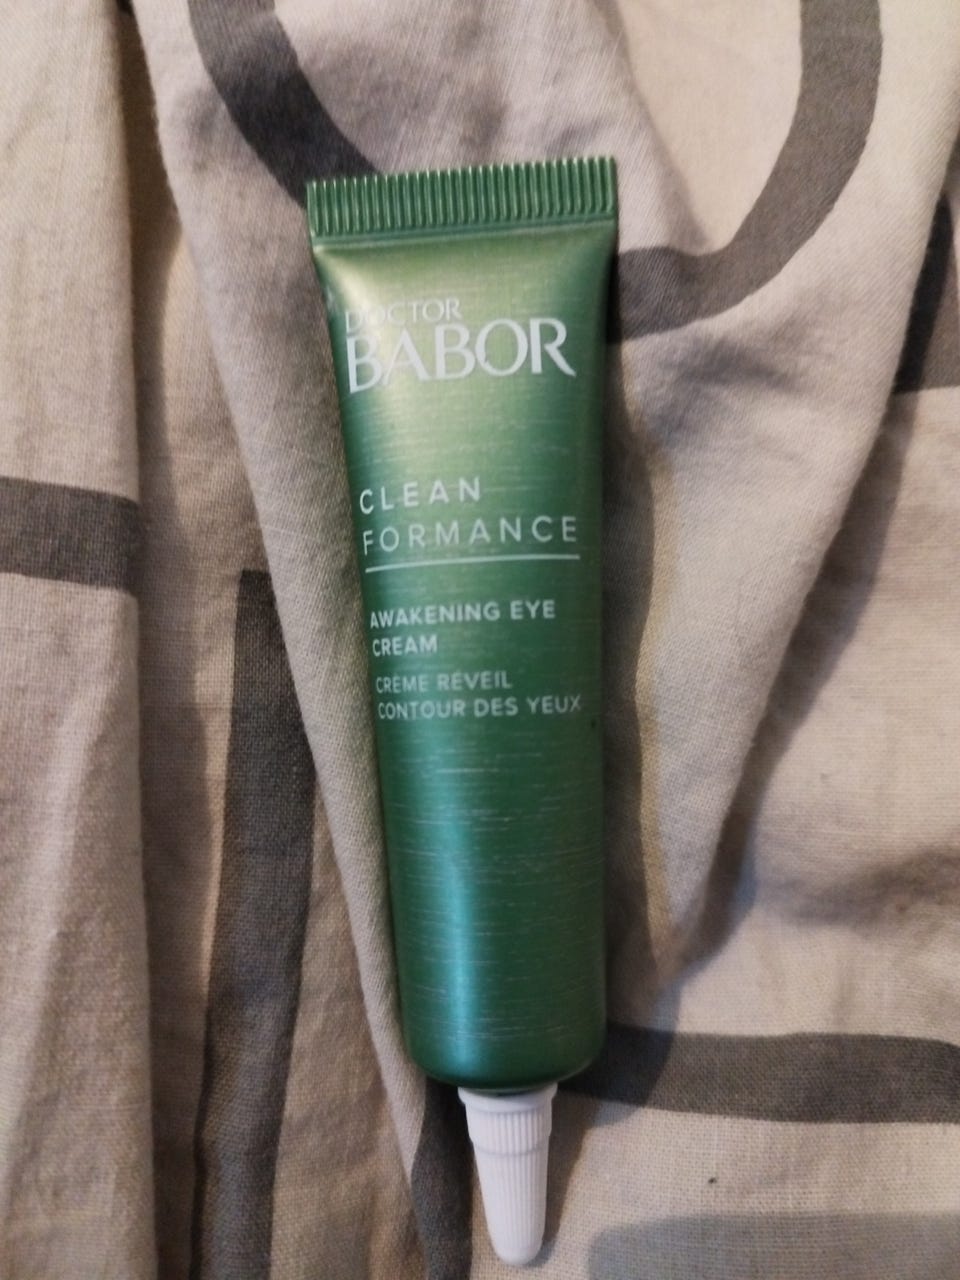 DOCTOR
BABOR
CLEAN
FORMANCE
AWAKENING EYE
CREAM
CRÈME RÉVEIL
CONTOUR DES YEUX